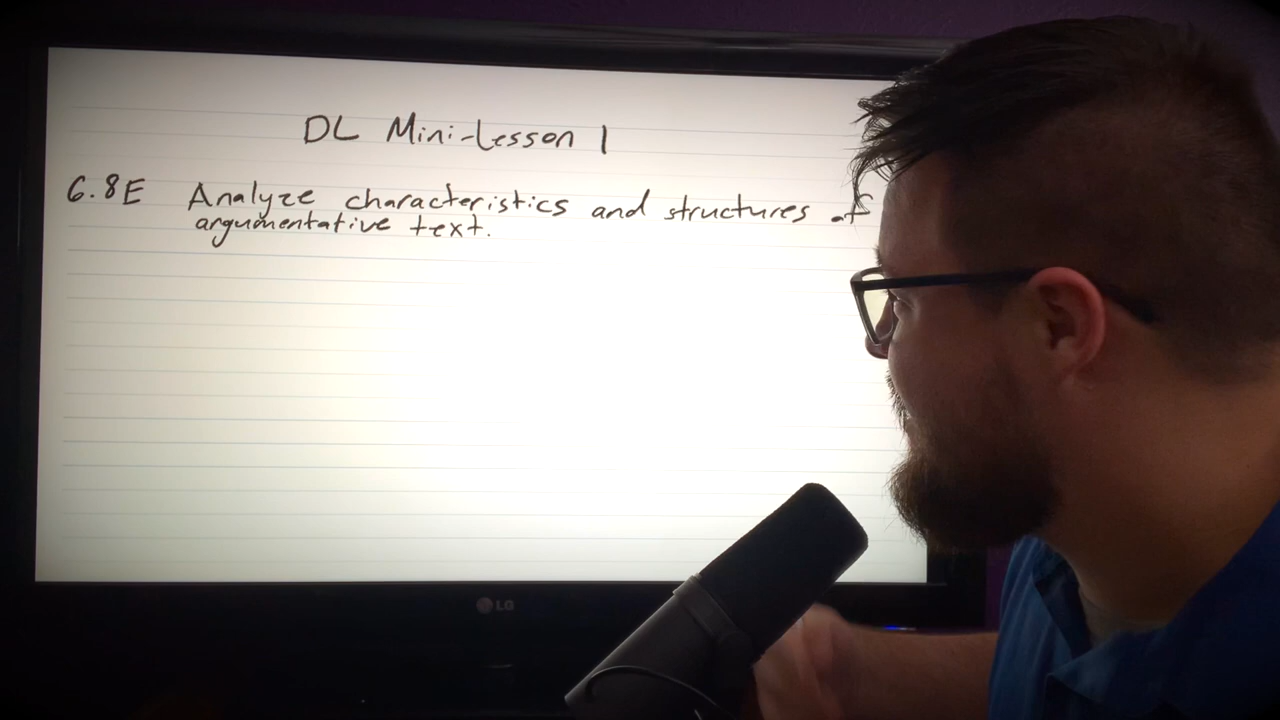 DL Mini-Lesson 1
6.8E Analyze characteristics and structures of
argumentative text.
LG